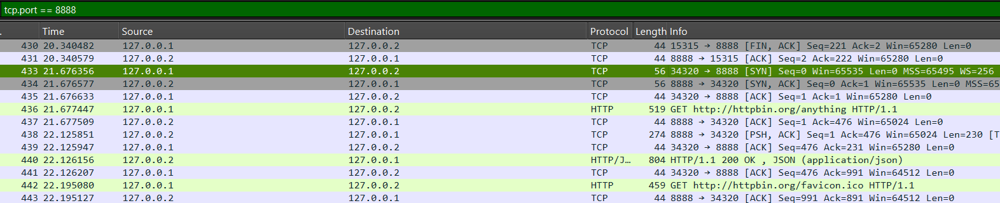 tcp.port == 8888
. Time Source Destination Protocol Length Info
430 20.340482 127.0.0.1 127.0.0.2 TCP 44 15315 → 8888 [FIN, ACK] Seq=221 Ack=2 Win=65280 Len=0
431 20.340579 127.0.0.2 127.0.0.1 TCP 44 8888 → 15315 [ACK] Seq=2 Ack=222 Win=65280 Len=0
433 21.676356 127.0.0.1 127.0.0.2 TCP 56 34320 → 8888 [SYN] Seq=0 Win=65535 Len=0 MSS=65495 WS=256
434 21.676577 127.0.0.2 127.0.0.1 TCP 56 8888 → 34320 [SYN, ACK] Seq=0 Ack=1 Win=65535 Len=0 MSS=65
435 21.676633 127.0.0.1 127.0.0.2 TCP 44 34320 → 8888 [ACK] Seq=1 Ack=1 Win=65280 Len=0
436 21.677447 127.0.0.1 127.0.0.2 HTTP 519 GET http://httpbin.org/anything HTTP/1.1
437 21.677509 127.0.0.2 127.0.0.1 TCP 44 8888 → 34320 [ACK] Seq=1 Ack=476 Win=65024 Len=0
438 22.125851 127.0.0.2 127.0.0.1 TCP 274 8888 → 34320 [PSH, ACK] Seq=1 Ack=476 Win=65024 Len=230 [T
439 22.125947 127.0.0.1 127.0.0.2 TCP 44 34320 → 8888 [ACK] Seq=476 Ack=231 Win=65280 Len=0
440 22.126156 127.0.0.2 127.0.0.1 HTTP/J… 804 HTTP/1.1 200 OK , JSON (application/json)
441 22.126207 127.0.0.1 127.0.0.2 TCP 44 34320 → 8888 [ACK] Seq=476 Ack=991 Win=64512 Len=0
442 22.195080 127.0.0.1 127.0.0.2 HTTP 459 GET http://httpbin.org/favicon.ico HTTP/1.1
443 22.195127 127.0.0.2 127.0.0.1 TCP 44 8888 → 34320 [ACK] Seq=991 Ack=891 Win=64512 Len=0